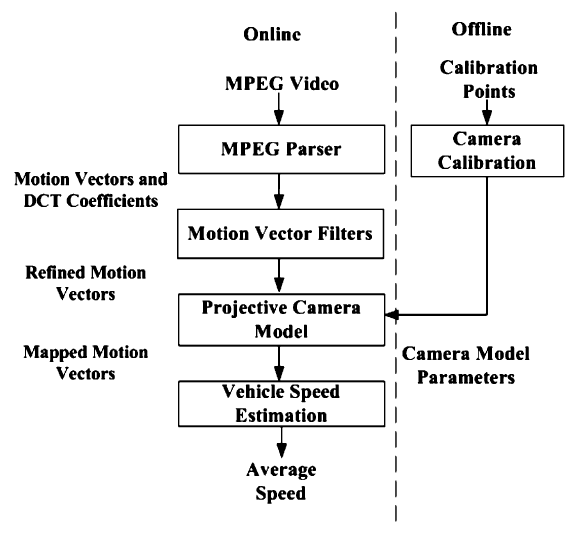 Online
Offline
MPEG Video
Calibration
Points
MPEG Parser
Camera
Calibration
Motion Vectors and
DCT Coefficients
Motion Vector Filters
Refined Motion
Vectors
Projective Camera
Model
Mapped Motion
Vectors
Camera Model
Parameters
Vehicle Speed
Estimation
Average
Speed